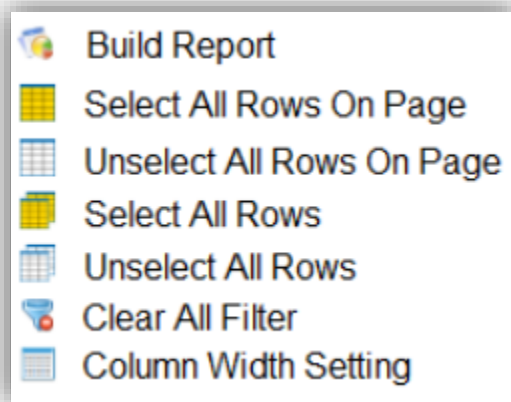 Build Report
Select All Rows On Page
Unselect All Rows On Page
Select All Rows
Unselect All Rows
Clear All Filter
Column Width Setting